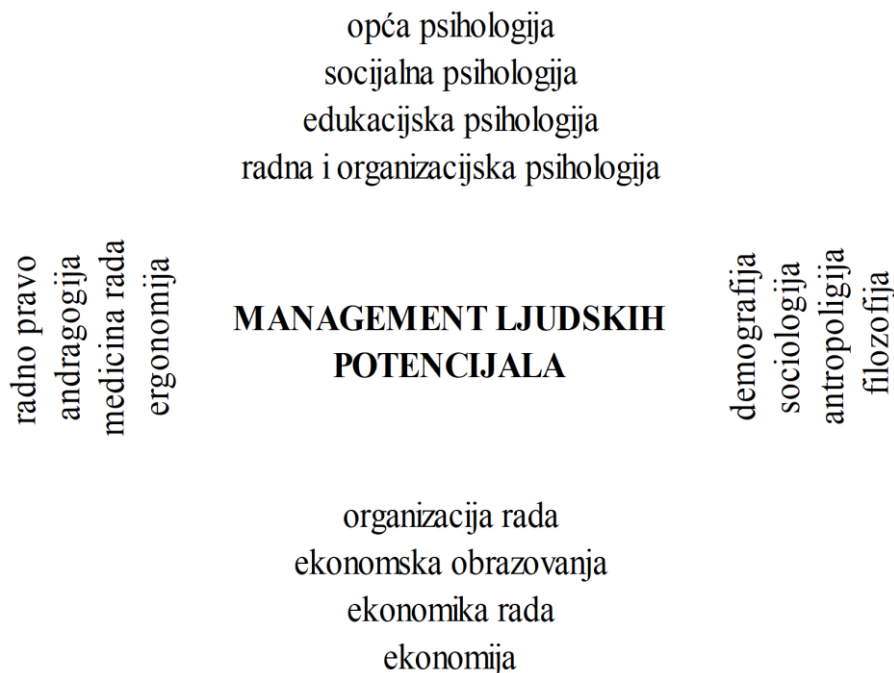 opća psihologija
socijalna psihologija
edukacijska psihologija
radna i organizacijska psihologija
radno pravo
andragogija
medicina rada
ergonomija
MANAGEMENT LJUDSKIH
POTENCIJALA
demografija
sociologija
antropoligija
filozofija
organizacija rada
ekonomska obrazovanja
ekonomika rada
ekonomija